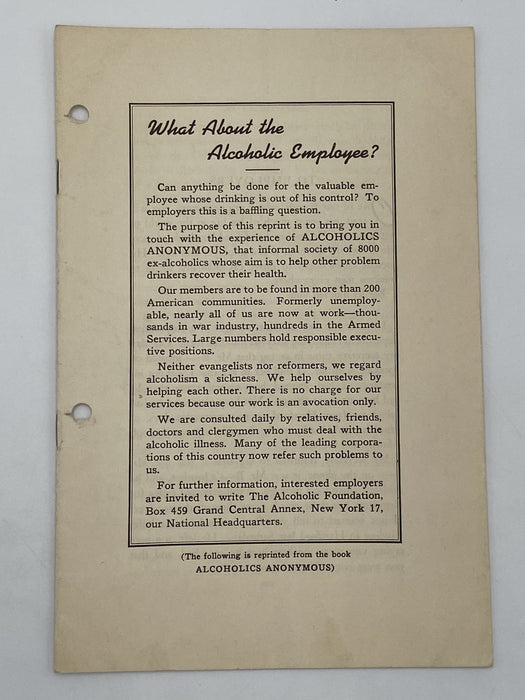 What About the
Alcoholic Employee?
Can anything be done for the valuable em-
ployee whose drinking is out of his control? To
employers this is a baffling question.
The purpose of this reprint is to bring you in
touch with the experience of ALCOHOLICS
ANONYMOUS, that informal society of 8000
ex-alcoholics whose aim is to help other problem
drinkers recover their health.
Our members are to be found in more than 200
American communities. Formerly unemploy-
able, nearly all of us are now at work—thou-
sands in war industry, hundreds in the Armed
Services. Large numbers hold responsible execu-
tive positions.
Neither evangelists nor reformers, we regard
alcoholism a sickness. We help ourselves by
helping each other. There is no charge for our
services because our work is an avocation only.
We are consulted daily by relatives, friends,
doctors and clergymen who must deal with the
alcoholic illness. Many of the leading corpora-
tions of this country now refer such problems to
us.
For further information, interested employers
are invited to write The Alcoholic Foundation,
Box 459 Grand Central Annex, New York 17,
our National Headquarters.
(The following is reprinted from the book
ALCOHOLICS ANONYMOUS)